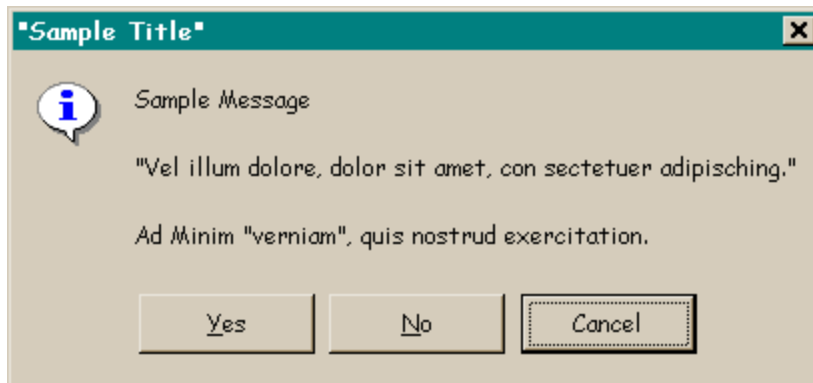 "Sample Title"
Sample Message
"Vel illum dolore, dolor sit amet, con sectetuer adipisching."
Ad Minim "verniam", quis nostrud exercitation.
Yes No Cancel